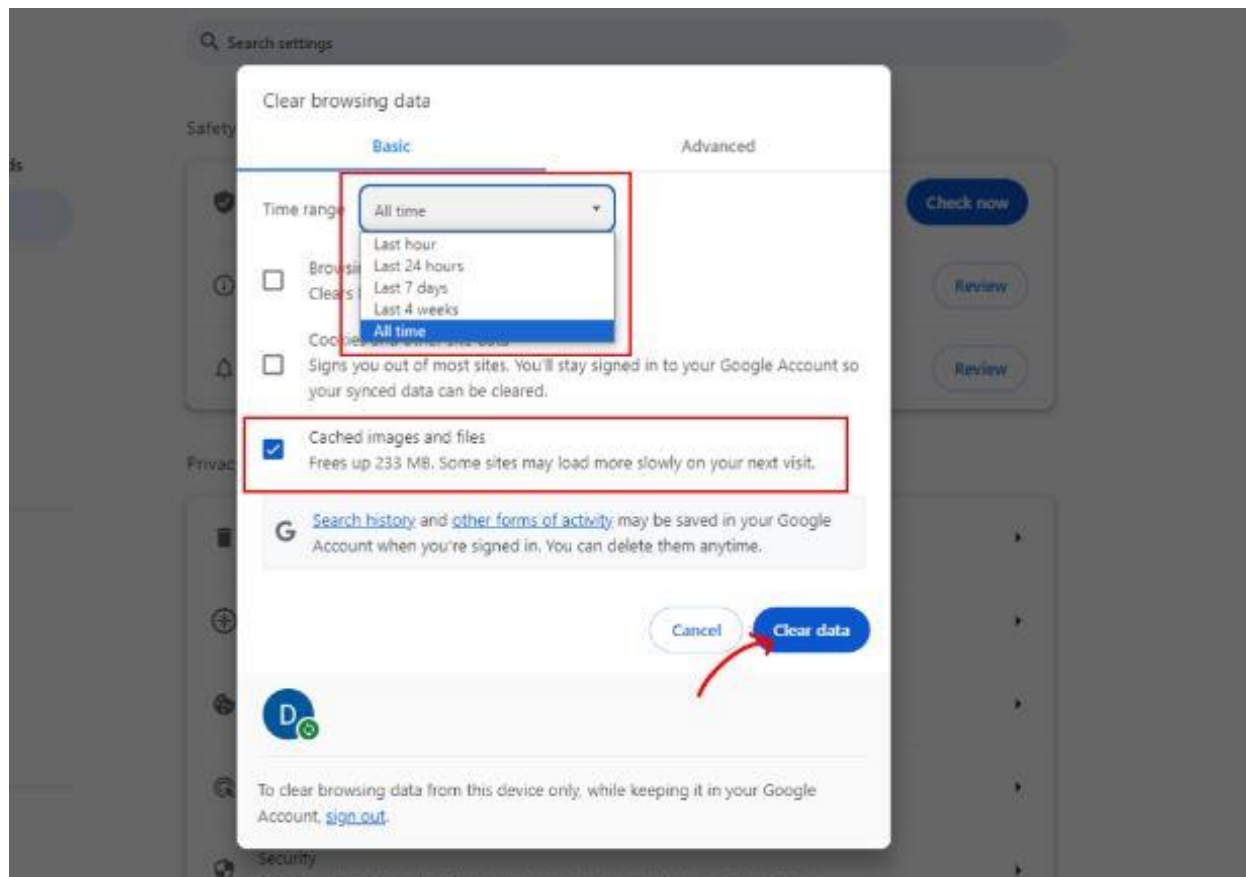 Search settings
Clear browsing data
Safety
Basic
Advanced
ds
Time range
All time
Check now
Last hour
Last 24 hours
Last 7 days
Last 4 weeks
All time
Clears
Review
Signs you out of most sites. You'll stay signed in to your Google Account so
your synced data can be cleared.
Review
Cached images and files
Frees up 233 MB. Some sites may load more slowly on your next visit.
Privac
G
Search history and other forms of activity may be saved in your Google
Account when you're signed in. You can delete them anytime.
Cancel
Clear data
D
To clear browsing data from this device only, while keeping it in your Google
Account, sign out.
Security